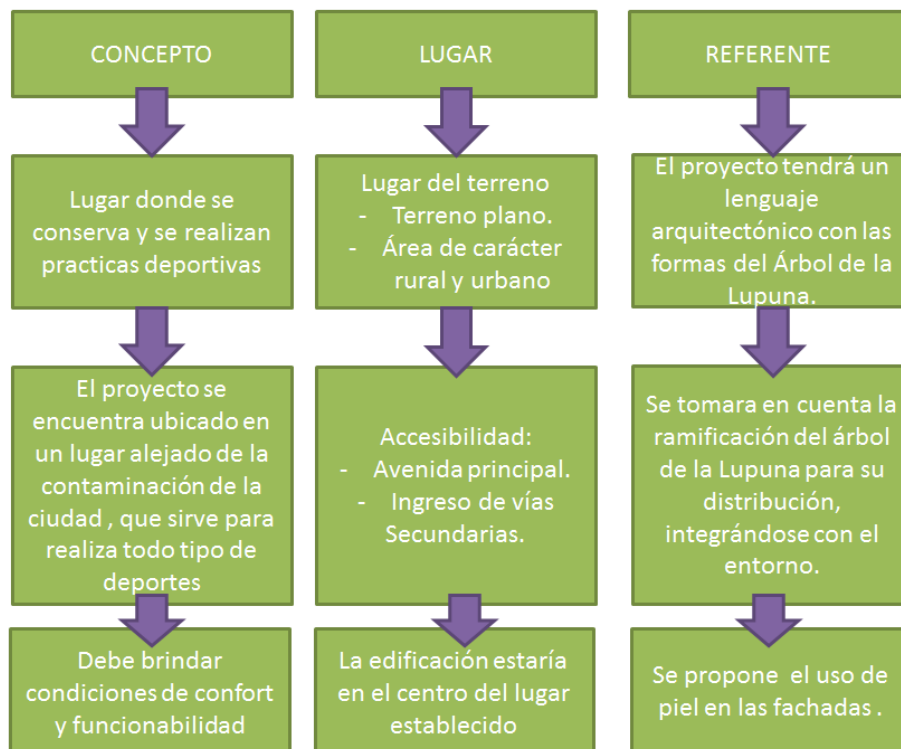 CONCEPTO
Lugar donde se
conserva y se realizan
practicas deportivas
El proyecto se
encuentra ubicado en
un lugar alejado de la
contaminación de la
ciudad , que sirve para
realiza todo tipo de
deportes
Debe brindar
condiciones de confort
y funcionabilidad
LUGAR
Lugar del terreno
- Terreno plano.
- Área de carácter
rural y urbano
Accesibilidad:
- Avenida principal.
- Ingreso de vías
Secundarias.
La edificación estaría
en el centro del lugar
establecido
REFERENTE
El proyecto tendrá un
lenguaje
arquitectónico con las
formas del Árbol de la
Lupuna.
Se tomara en cuenta la
ramificación del árbol
de la Lupuna para su
distribución,
integrándose con el
entorno.
Se propone el uso de
piel en las fachadas .